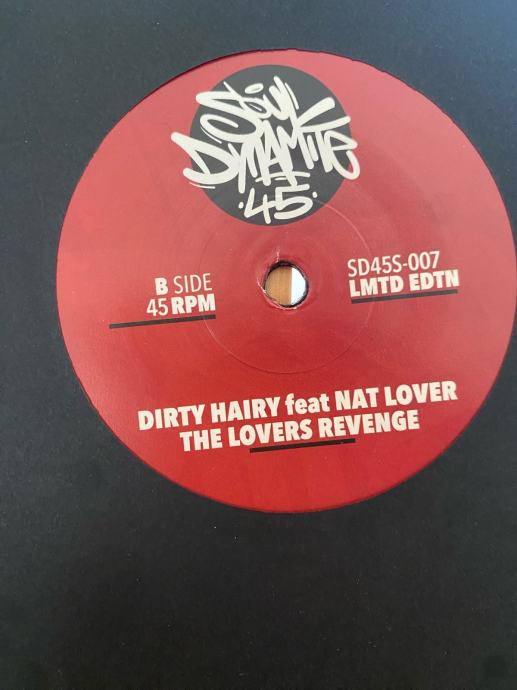 Soul
Dynamite
·45·
B SIDE
45 RPM
SD45S-007
LMTD EDTN
DIRTY HAIRY feat NAT LOVER
THE LOVERS REVENGE